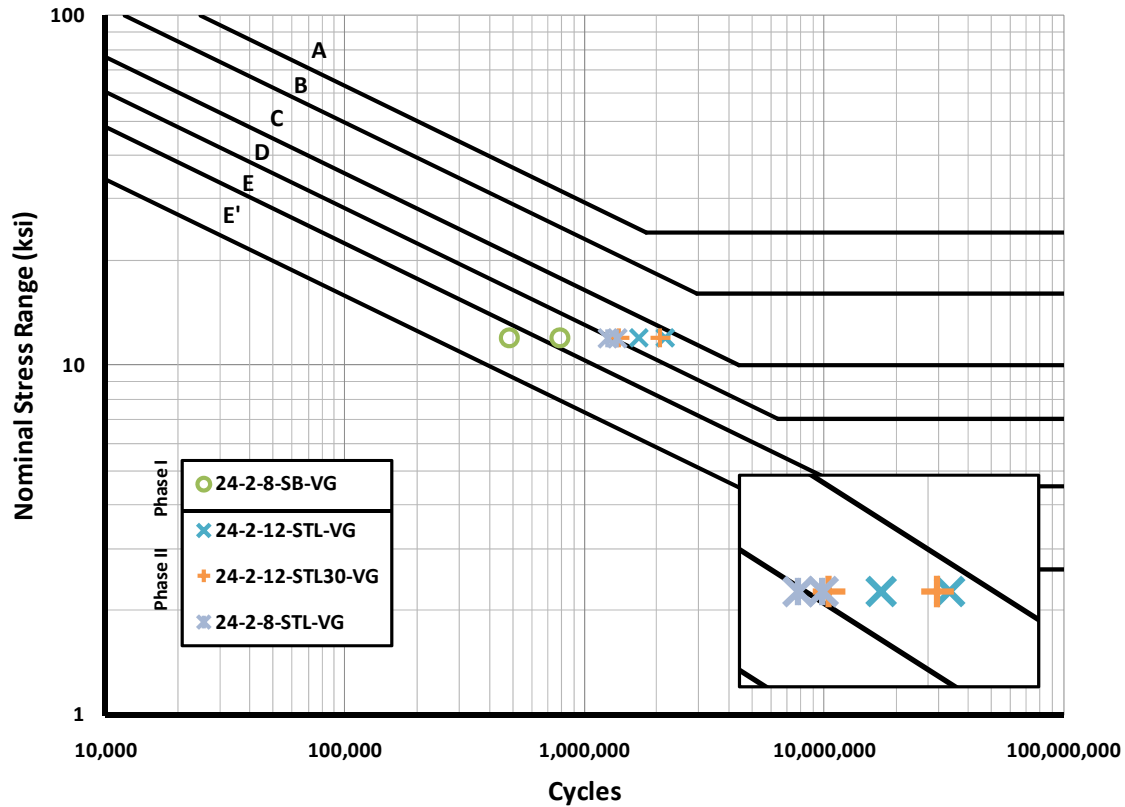 100
A
B
C
D
E
E'
10
1
Nominal Stress Range (ksi)
Phase I
24-2-8-SB-VG
Phase II
24-2-12-STL-VG
24-2-12-STL30-VG
24-2-8-STL-VG
10,000
100,000
1,000,000
10,000,000
100,000,000
Cycles